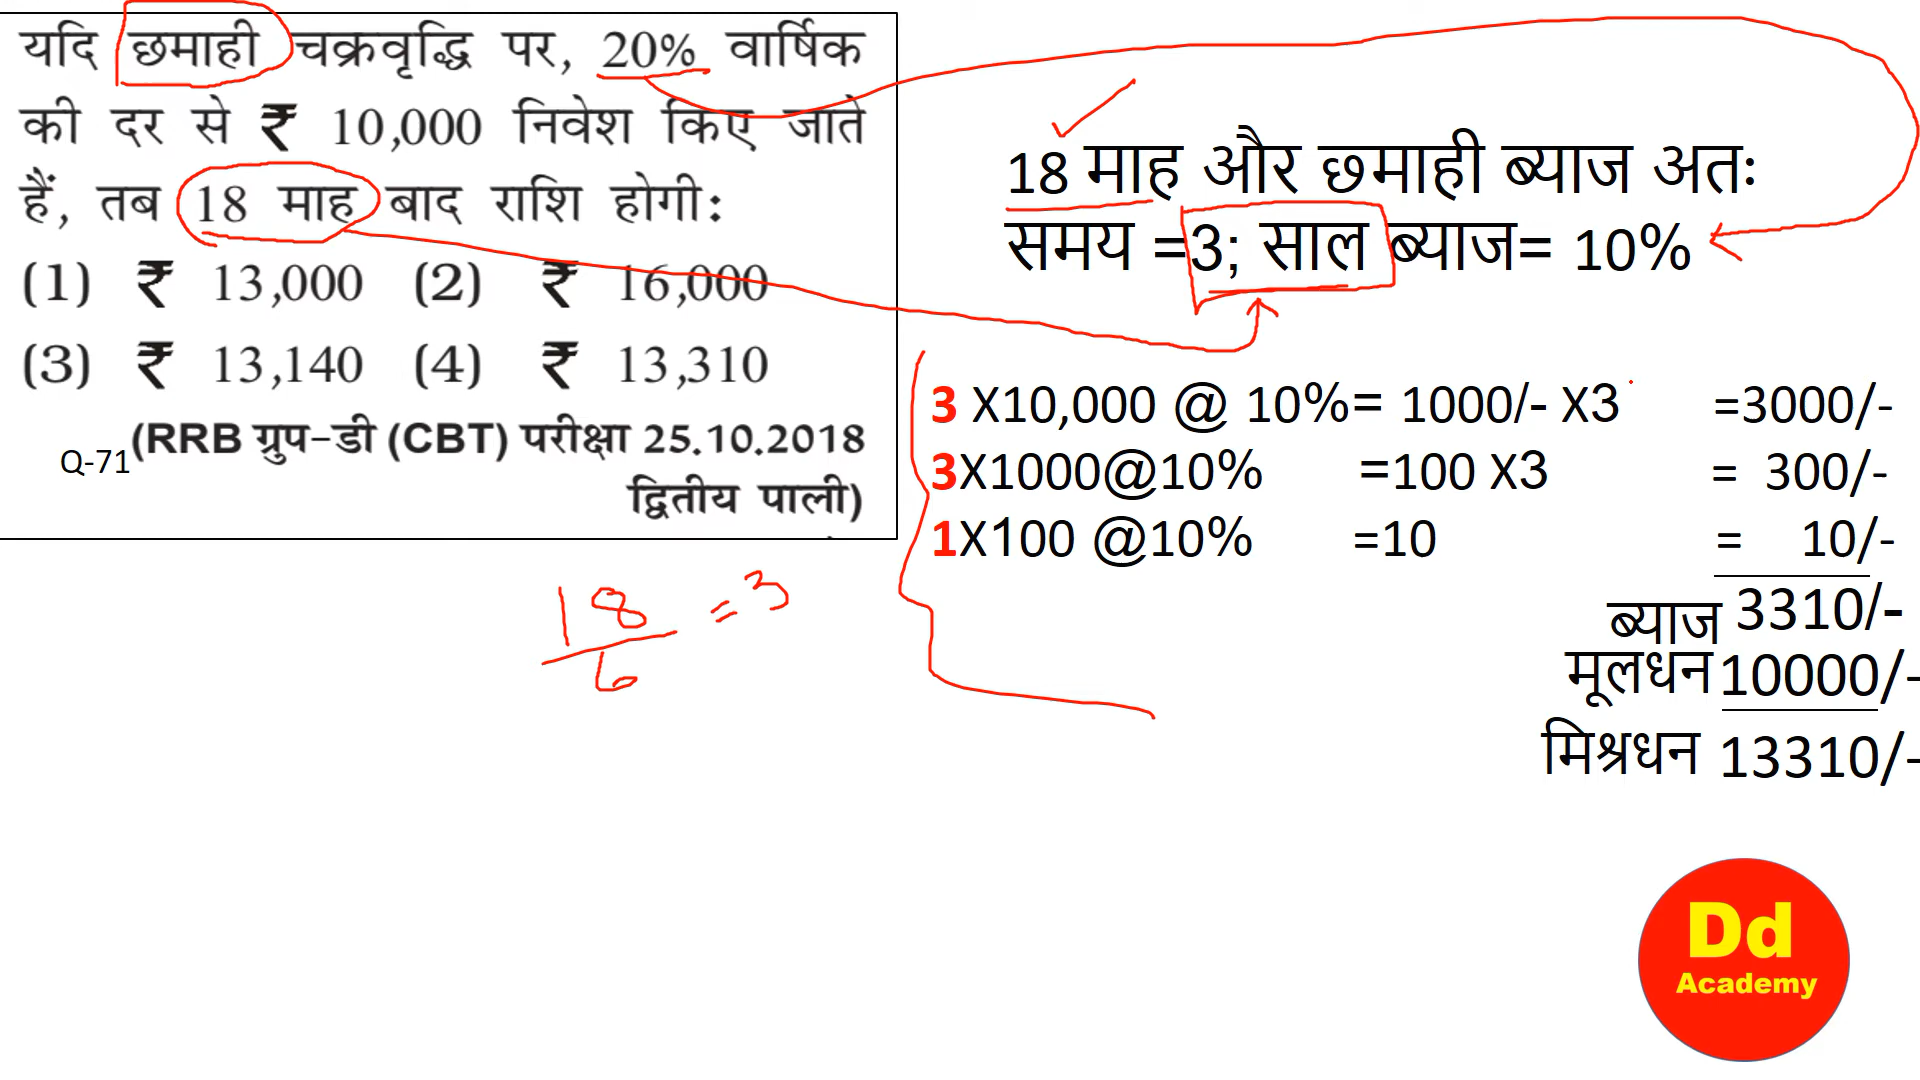 यदि छमाही चक्रवृद्धि पर, 20% वार्षिक
की दर से ₹ 10,000 निवेश किए जाते
हैं, तब 18 माह बाद राशि होगी:
(1) ₹ 13,000 (2) ₹ 16,000
(3) ₹ 13,140 (4) ₹ 13,310
(RRB ग्रुप-डी (CBT) परीक्षा 25.10.2018
Q-71
द्वितीय पाली)
18/6 = 3
18 माह और छमाही ब्याज अतः
समय =3; साल ब्याज= 10%
3 X10,000 @ 10%= 1000/- X3 =3000/-
3X1000@10% =100 X3 = 300/-
1X100 @10% =10 = 10/-
ब्याज 3310/-
मूलधन 10000/-
मिश्रधन 13310/-
Dd
Academy